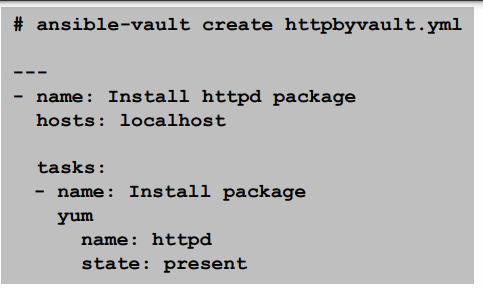 # ansible-vault create httpbyvault.yml
---
- name: Install httpd package
hosts: localhost
tasks:
- name: Install package
yum
name: httpd
state: present